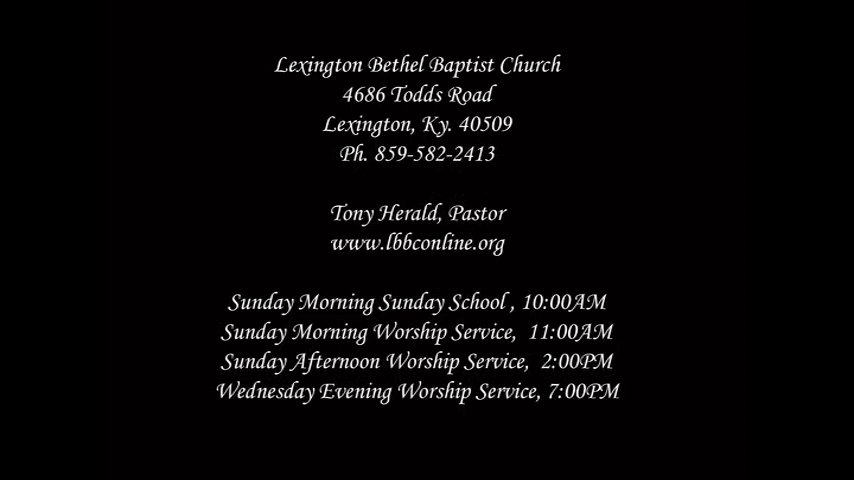 Lexington Bethel Baptist Church
4686 Todds Road
Lexington, Ky. 40509
Ph. 859-582-2413
Tony Herald, Pastor
www.lbbconline.org
Sunday Morning Sunday School , 10:00AM
Sunday Morning Worship Service, 11:00AM
Sunday Afternoon Worship Service, 2:00PM
Wednesday Evening Worship Service, 7:00PM